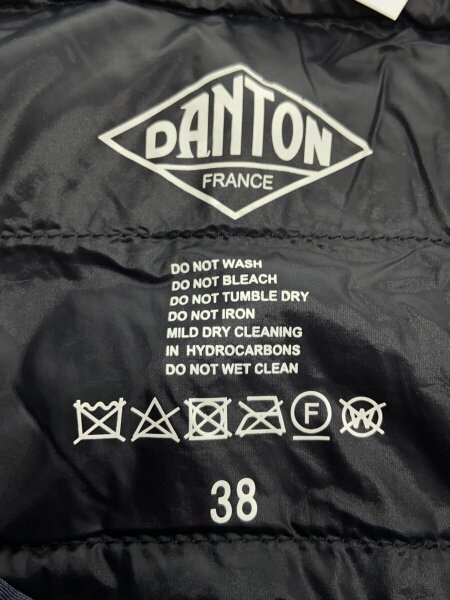 DANTON
FRANCE
DO NOT WASH
DO NOT BLEACH
DO NOT TUMBLE DRY
DO NOT IRON
MILD DRY CLEANING
IN HYDROCARBONS
DO NOT WET CLEAN
F W
38